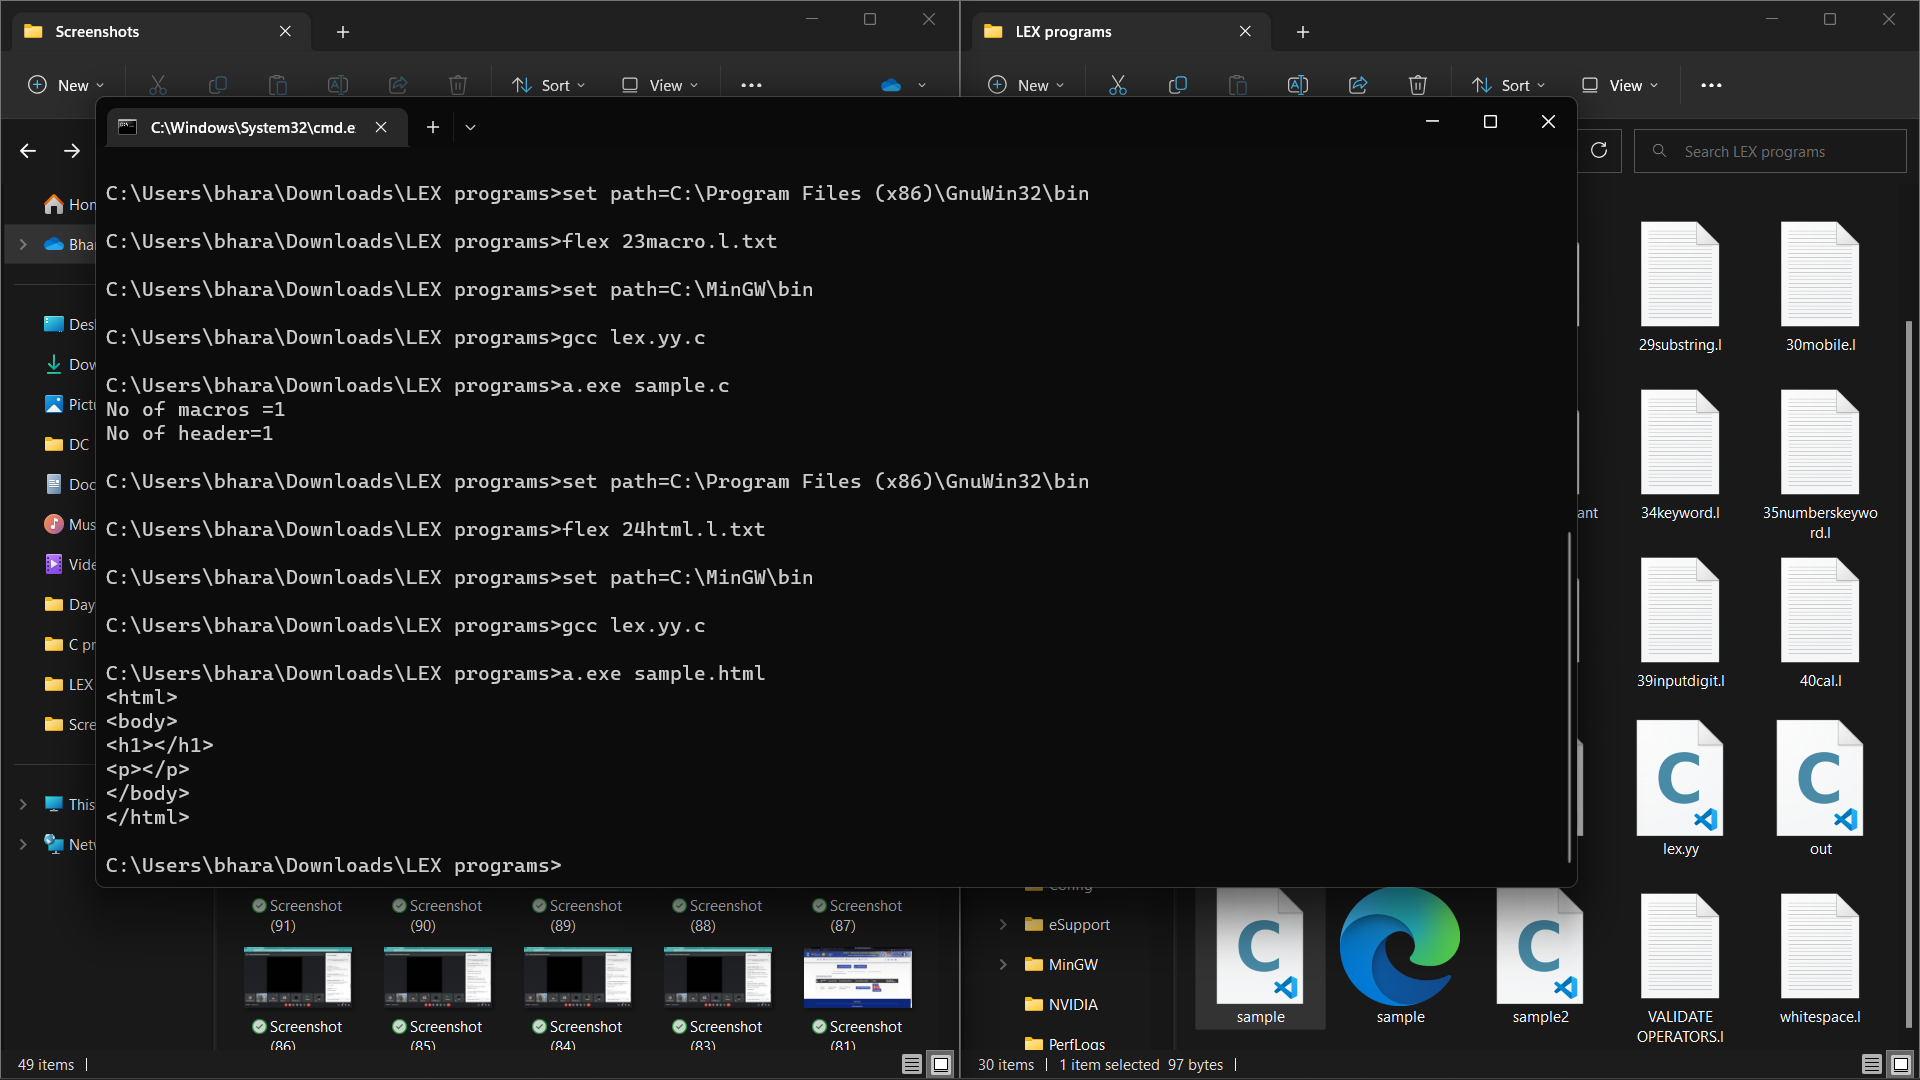 Screenshots
LEX programs
New
Sort
View
New
Sort
View
C:\Windows\System32\cmd.e
Search LEX programs
C:\Users\bhara\Downloads\LEX programs>set path=C:\Program Files (x86)\GnuWin32\bin
C:\Users\bhara\Downloads\LEX programs>flex 23macro.l.txt
C:\Users\bhara\Downloads\LEX programs>set path=C:\MinGW\bin
C:\Users\bhara\Downloads\LEX programs>gcc lex.yy.c
C:\Users\bhara\Downloads\LEX programs>a.exe sample.c
No of macros =1
No of header=1
C:\Users\bhara\Downloads\LEX programs>set path=C:\Program Files (x86)\GnuWin32\bin
C:\Users\bhara\Downloads\LEX programs>flex 24html.l.txt
C:\Users\bhara\Downloads\LEX programs>set path=C:\MinGW\bin
C:\Users\bhara\Downloads\LEX programs>gcc lex.yy.c
C:\Users\bhara\Downloads\LEX programs>a.exe sample.html
<html>
<body>
<h1></h1>
<p></p>
</body>
</html>
C:\Users\bhara\Downloads\LEX programs>
Hom
Bhar
Desk
Dow
Pictu
DC
Doc
Mus
Vide
Day
C pr
LEX
Scre
This
Netw
29substring.l
30mobile.l
ant
34keyword.l
35numberskeywo
rd.l
39inputdigit.l
40cal.l
lex.yy
out
Screenshot
(91)
Screenshot
(90)
Screenshot
(89)
Screenshot
(88)
Screenshot
(87)
Screenshot
(86)
Screenshot
(85)
Screenshot
(84)
Screenshot
(83)
Screenshot
(81)
Config
eSupport
MinGW
NVIDIA
PerfLogs
sample
sample
sample2
VALIDATE
OPERATORS.l
whitespace.l
49 items
30 items
1 item selected 97 bytes